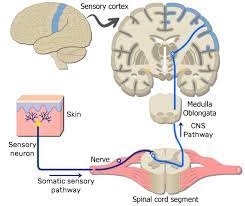 Sensory cortex
Medulla
Oblongata
Skin
CNS
Pathway
Sensory
neuron
Nerve
Somatic sensory
pathway
Spinal cord segment